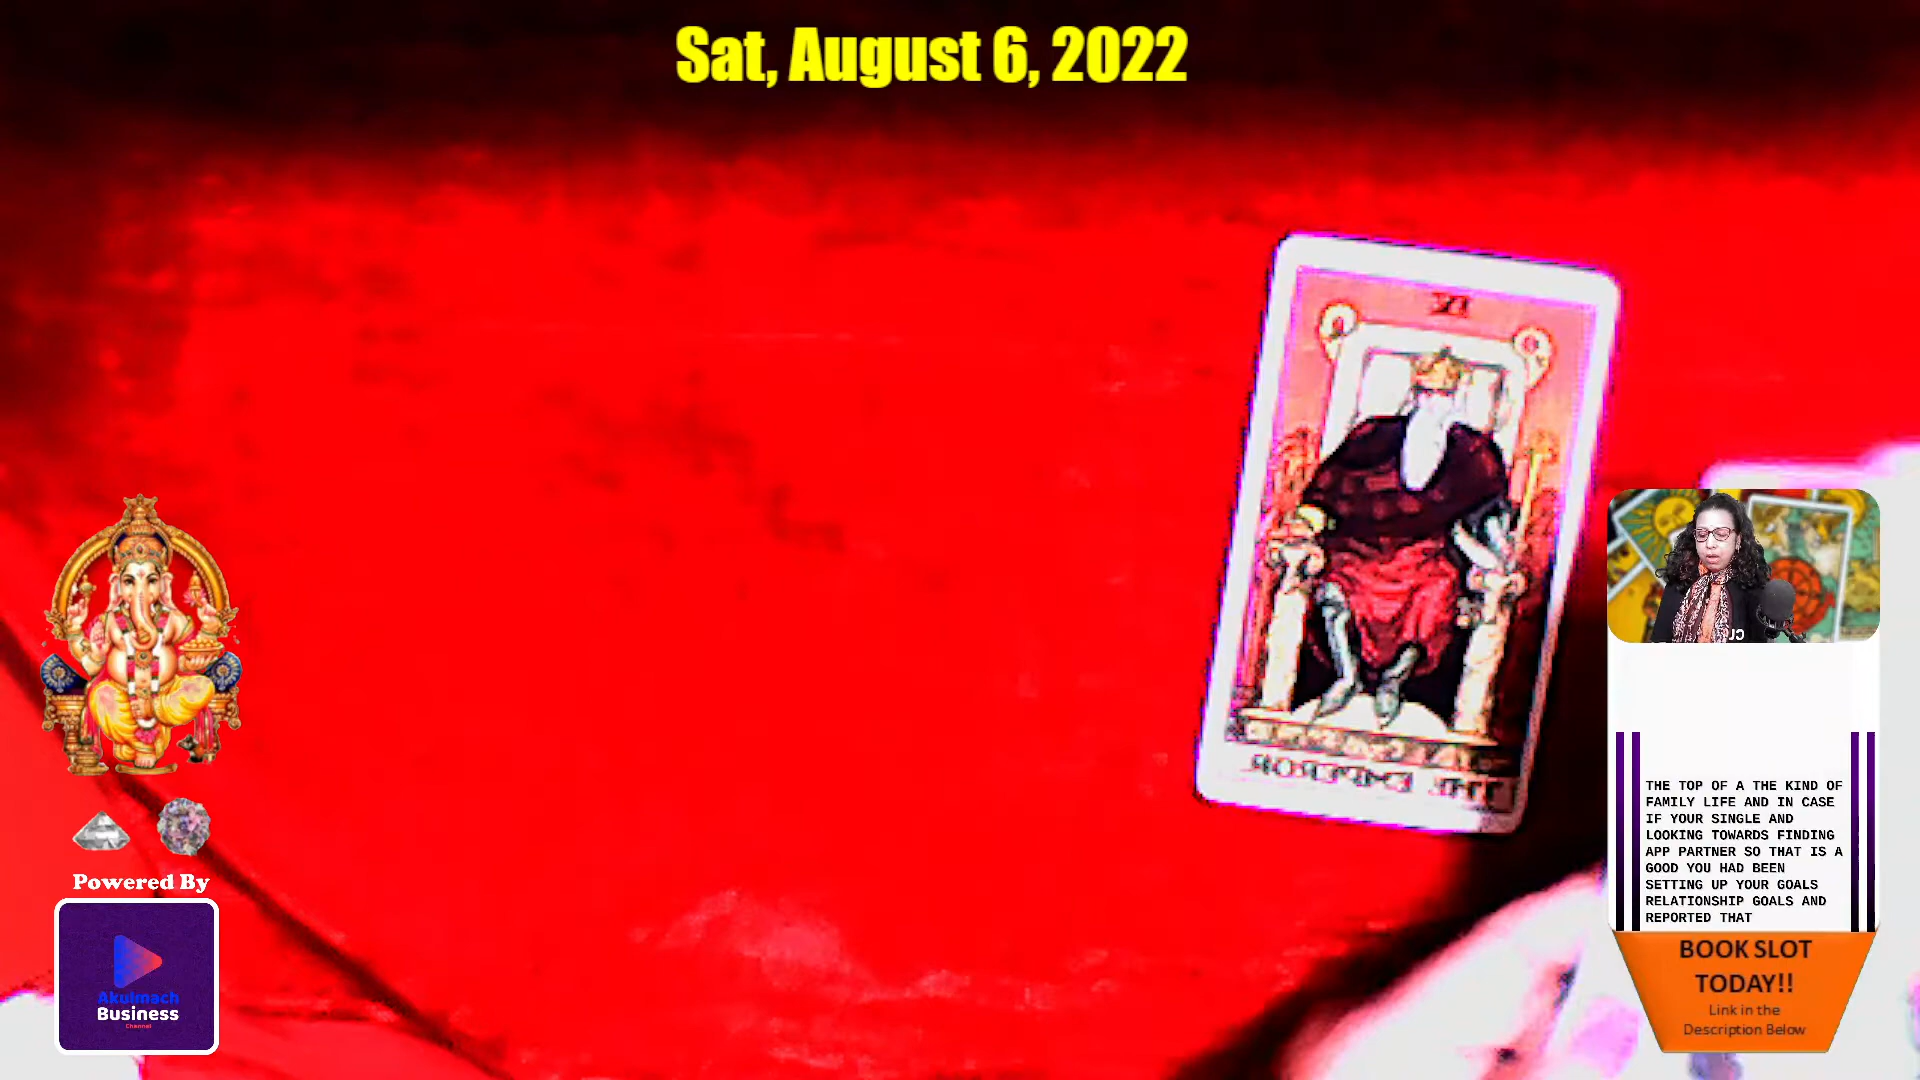 Sat, August 6, 2022
THE TOP OF A THE KIND OF
FAMILY LIFE AND IN CASE
IF YOUR SINGLE AND
LOOKING TOWARDS FINDING
APP PARTNER SO THAT IS A
GOOD YOU HAD BEEN
SETTING UP YOUR GOALS
RELATIONSHIP GOALS AND
REPORTED THAT
BOOK SLOT
TODAY!!
Link in the
Description Below
Powered By
Akulmach
Business
Channel